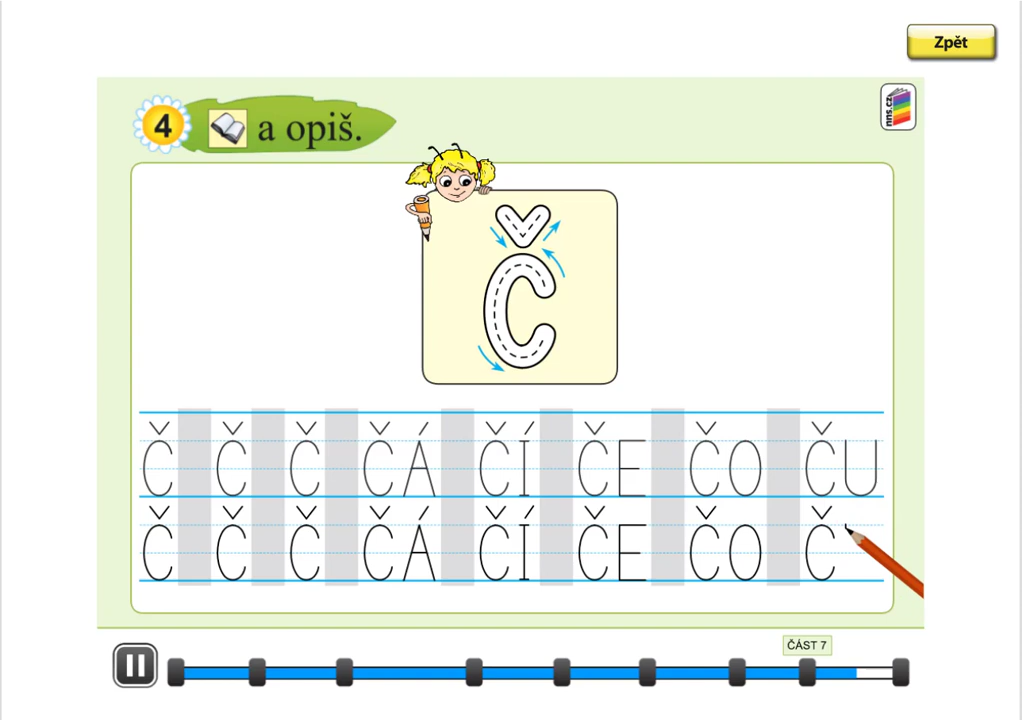 Zpět
4 a opiš.
nns.cz
Č
Č Č Č ČÁ ČÍ ČE ČO ČU
Č Č Č ČÁ ČÍ ČE ČO Č
ČÁST 7